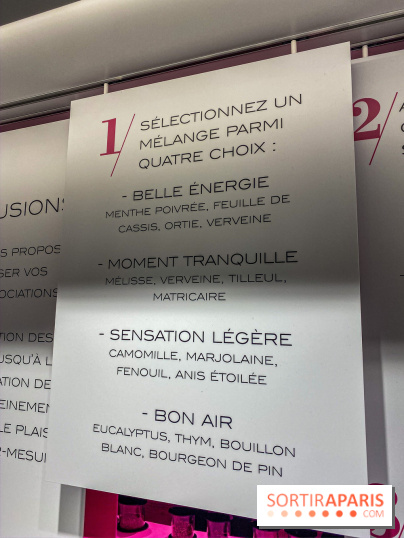 1/
SÉLECTIONNEZ UN
MÉLANGE PARMI
QUATRE CHOIX :
- BELLE ÉNERGIE
MENTHE POIVRÉE, FEUILLE DE
CASSIS, ORTIE, VERVEINE
- MOMENT TRANQUILLE
MÉLISSE, VERVEINE, TILLEUL,
MATRICAIRE
- SENSATION LÉGÈRE
CAMOMILLE, MARJOLAINE,
FENOUIL, ANIS ÉTOILÉE
- BON AIR
EUCALYPTUS, THYM, BOUILLON
BLANC, BOURGEON DE PIN
2/
SORTIRAPARIS
.COM